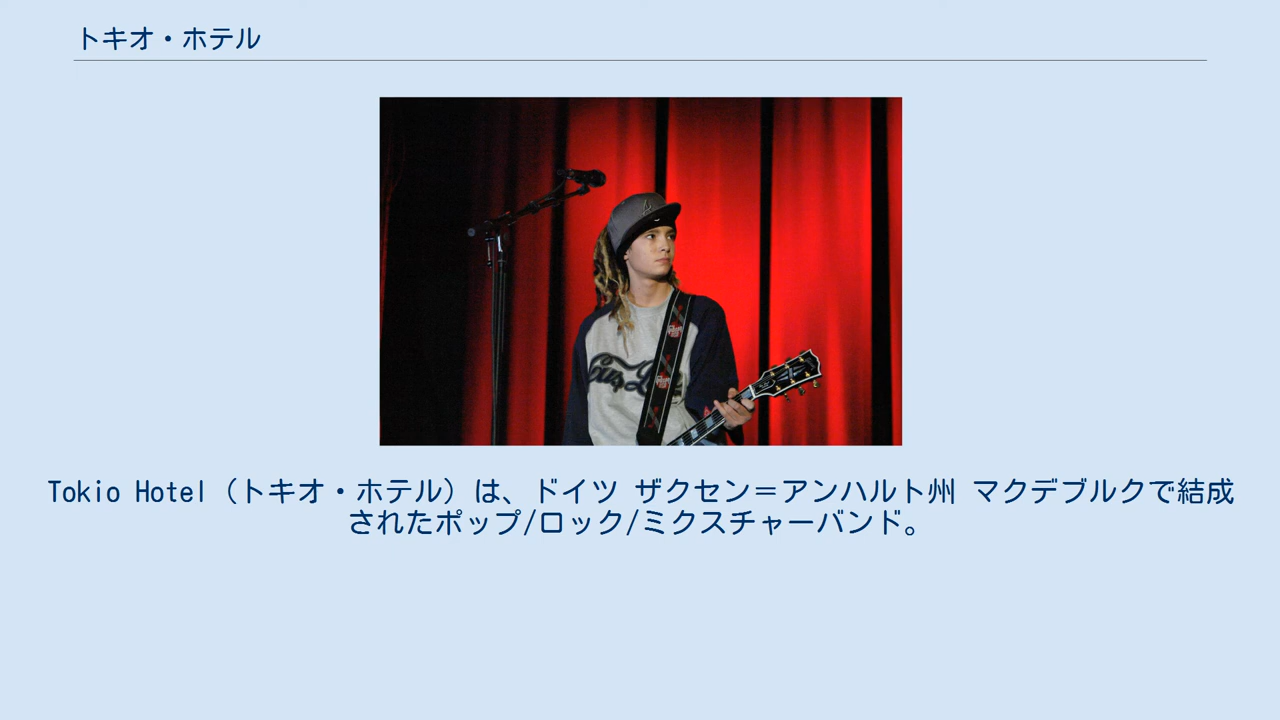 トキオ・ホテル
Tokio Hotel（トキオ・ホテル）は、ドイツ ザクセン＝アンハルト州 マクデブルクで結成
されたポップ/ロック/ミクスチャーバンド。